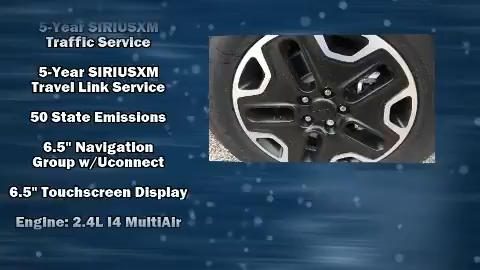 5-Year SIRIUSXM
Traffic Service
5-Year SIRIUSXM
Travel Link Service
50 State Emissions
6.5" Navigation
Group w/Uconnect
6.5" Touchscreen Display
Engine: 2.4L I4 MultiAir